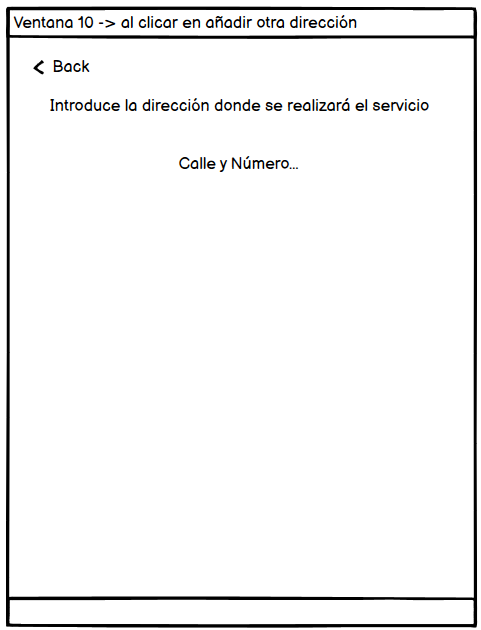 Ventana 10 -> al clicar en añadir otra dirección
Back
Introduce la dirección donde se realizará el servicio
Calle y Número...